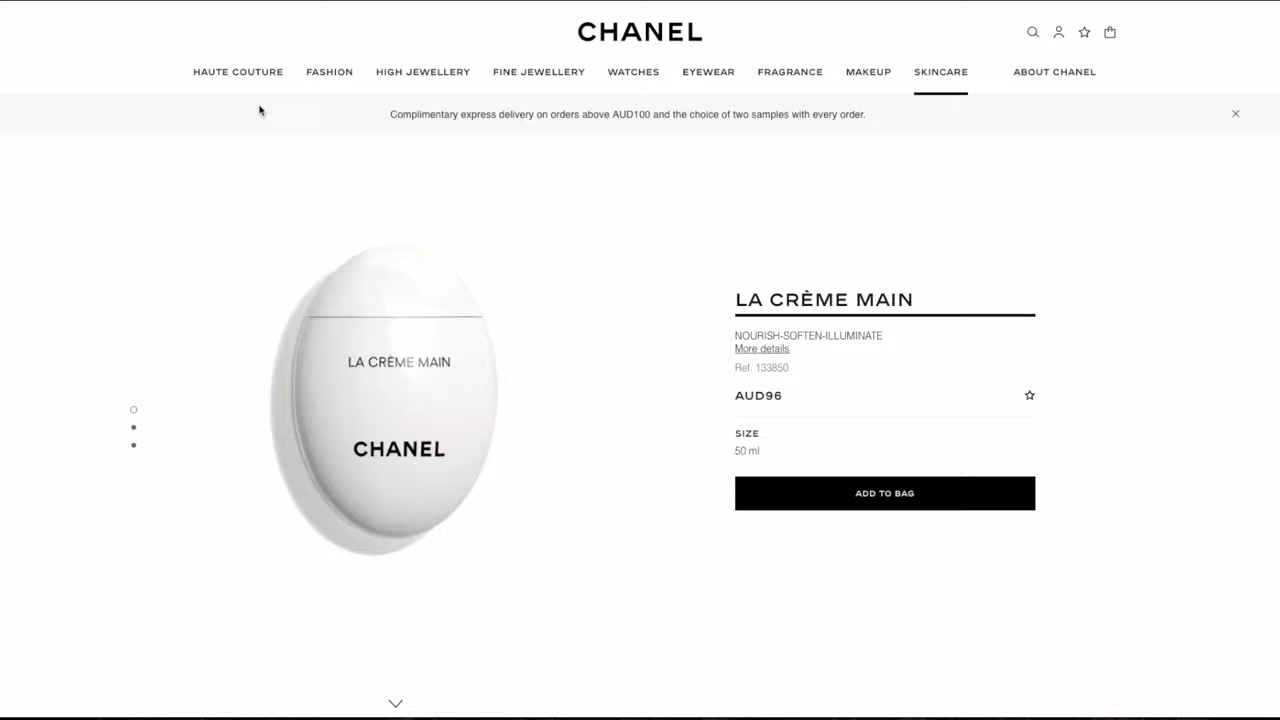 CHANEL
HAUTE COUTURE FASHION HIGH JEWELLERY FINE JEWELLERY WATCHES EYEWEAR FRAGRANCE MAKEUP SKINCARE ABOUT CHANEL
Complimentary express delivery on orders above AUD100 and the choice of two samples with every order.
LA CRÈME MAIN
CHANEL
LA CRÈME MAIN
NOURISH-SOFTEN-ILLUMINATE
More details
Ref. 133850
AUD96
SIZE
50 ml
ADD TO BAG